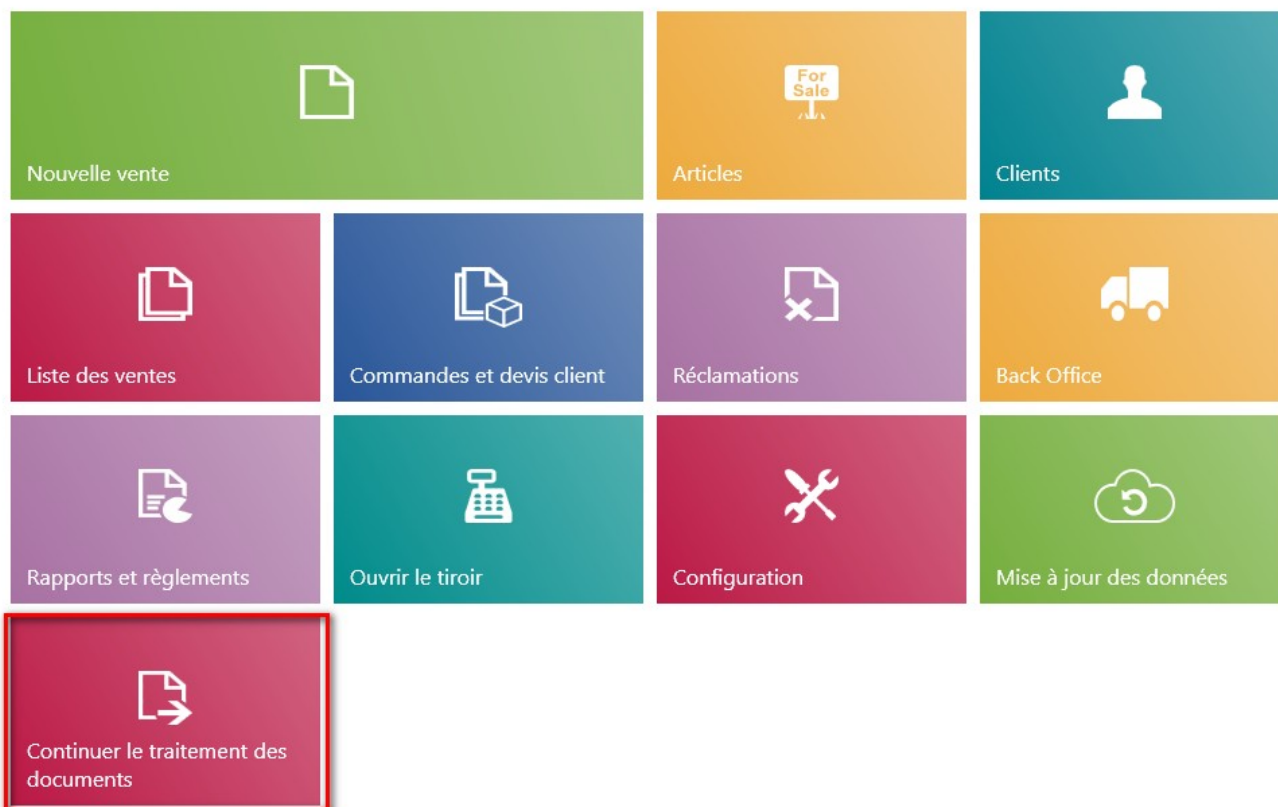 Nouvelle vente
For
Sale
Articles
Clients
Liste des ventes
Commandes et devis client
Réclamations
Back Office
Rapports et règlements
Ouvrir le tiroir
Configuration
Mise à jour des données
Continuer le traitement des
documents